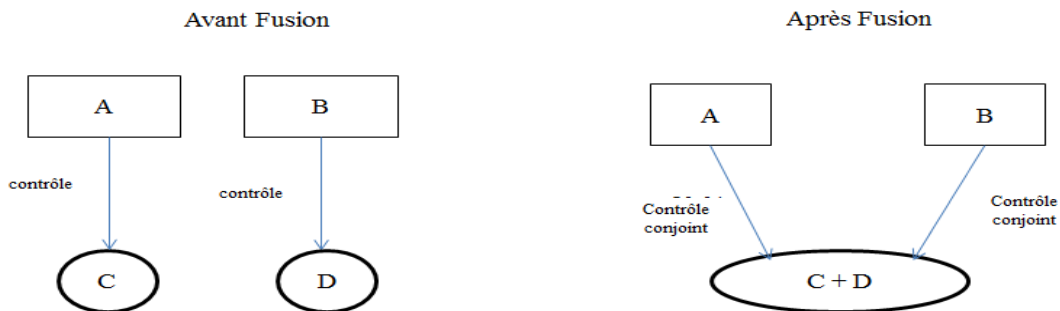 Avant Fusion
Après Fusion
A
B
A
B
contrôle
contrôle
Contrôle
conjoint
Contrôle
conjoint
C
D
C + D